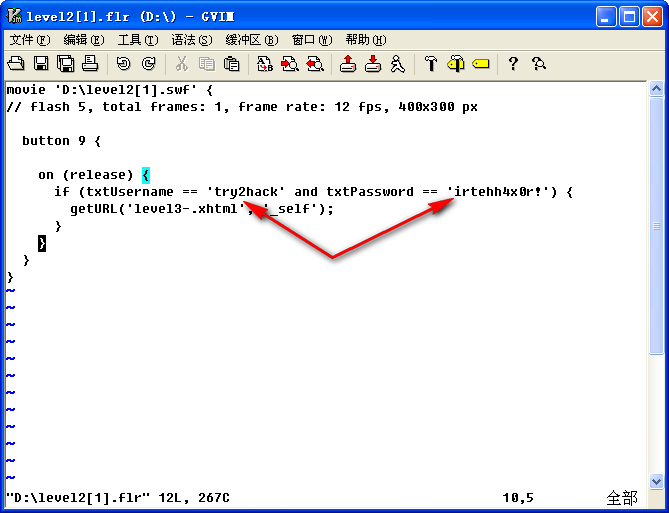 level2[1].flr (D:\) - GVIM
文件(F) 编辑(E) 工具(T) 语法(S) 缓冲区(B) 窗口(W) 帮助(H)
movie 'D:\level2[1].swf' {
// flash 5, total frames: 1, frame rate: 12 fps, 400x300 px
button 9 {
on (release) {
if (txtUsername == 'try2hack' and txtPassword == 'irtehh4x0r!') {
getURL('level3-.xhtml', '_self');
}
}
}
}
~
~
~
~
~
~
~
~
~
~
~
~
"D:\level2[1].flr" 12L, 267C 10,5 全部